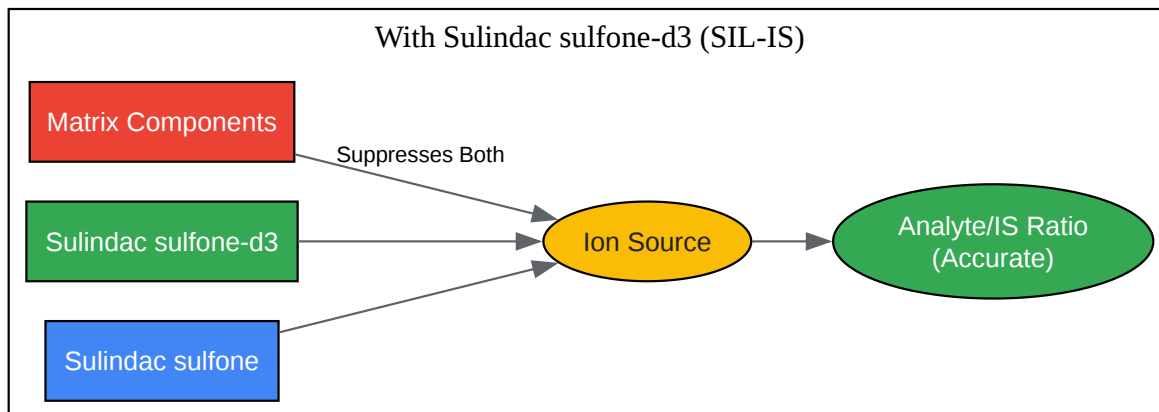 With Sulindac sulfone-d3 (SIL-IS)
Matrix Components
Suppresses Both
Sulindac sulfone-d3
Ion Source
Analyte/IS Ratio
(Accurate)
Sulindac sulfone